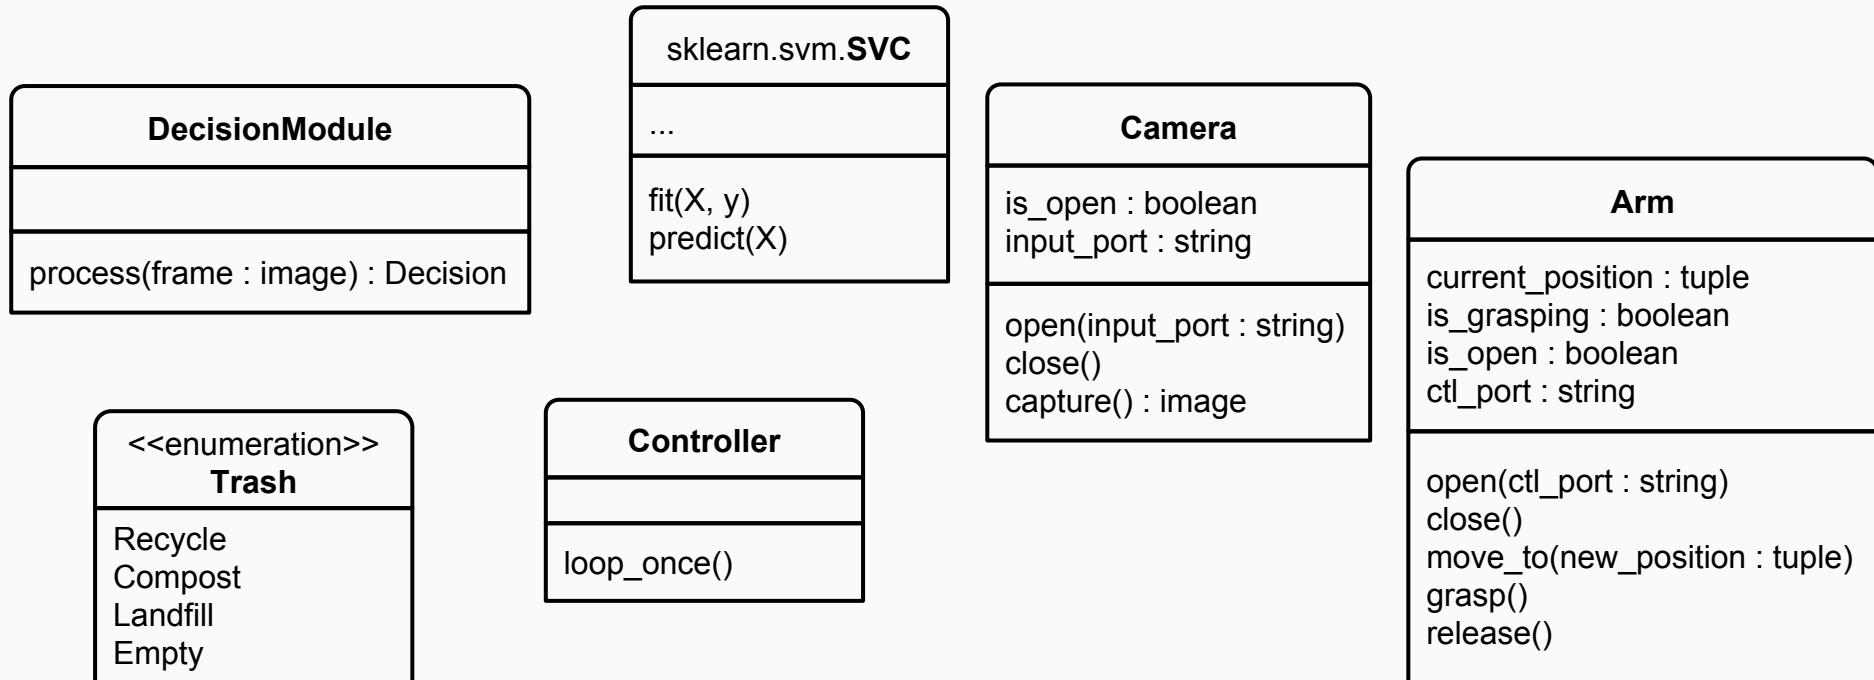 DecisionModule
process(frame : image) : Decision
sklearn.svm.SVC
...
fit(X, y)
predict(X)
Camera
is_open : boolean
input_port : string
open(input_port : string)
close()
capture() : image
Arm
current_position : tuple
is_grasping : boolean
is_open : boolean
ctl_port : string
open(ctl_port : string)
close()
move_to(new_position : tuple)
grasp()
release()
<<enumeration>>
Trash
Recycle
Compost
Landfill
Empty
Controller
loop_once()